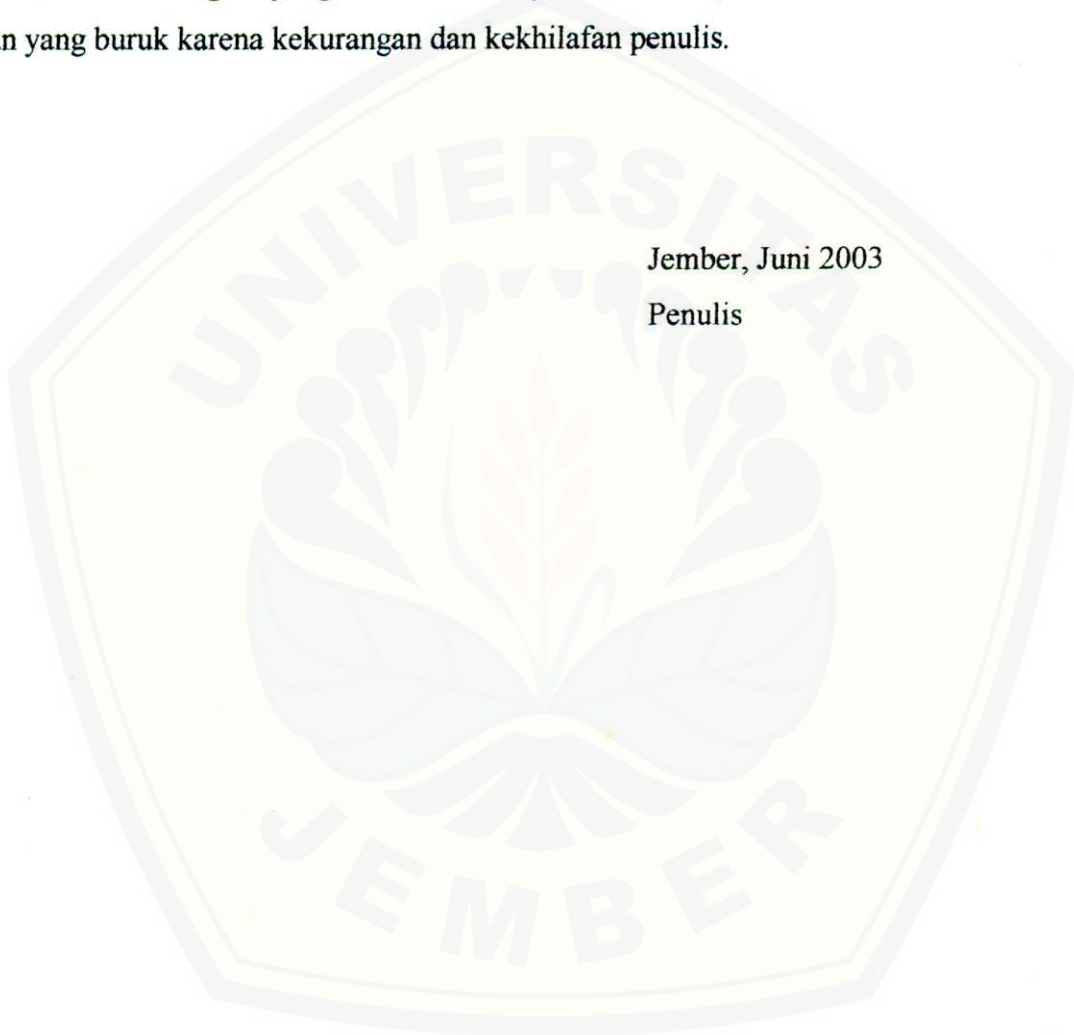 yang buruk karena kekurangan dan kekhilafan penulis.
Jember, Juni 2003
Penulis
UNIVERSITAS
JEMBER